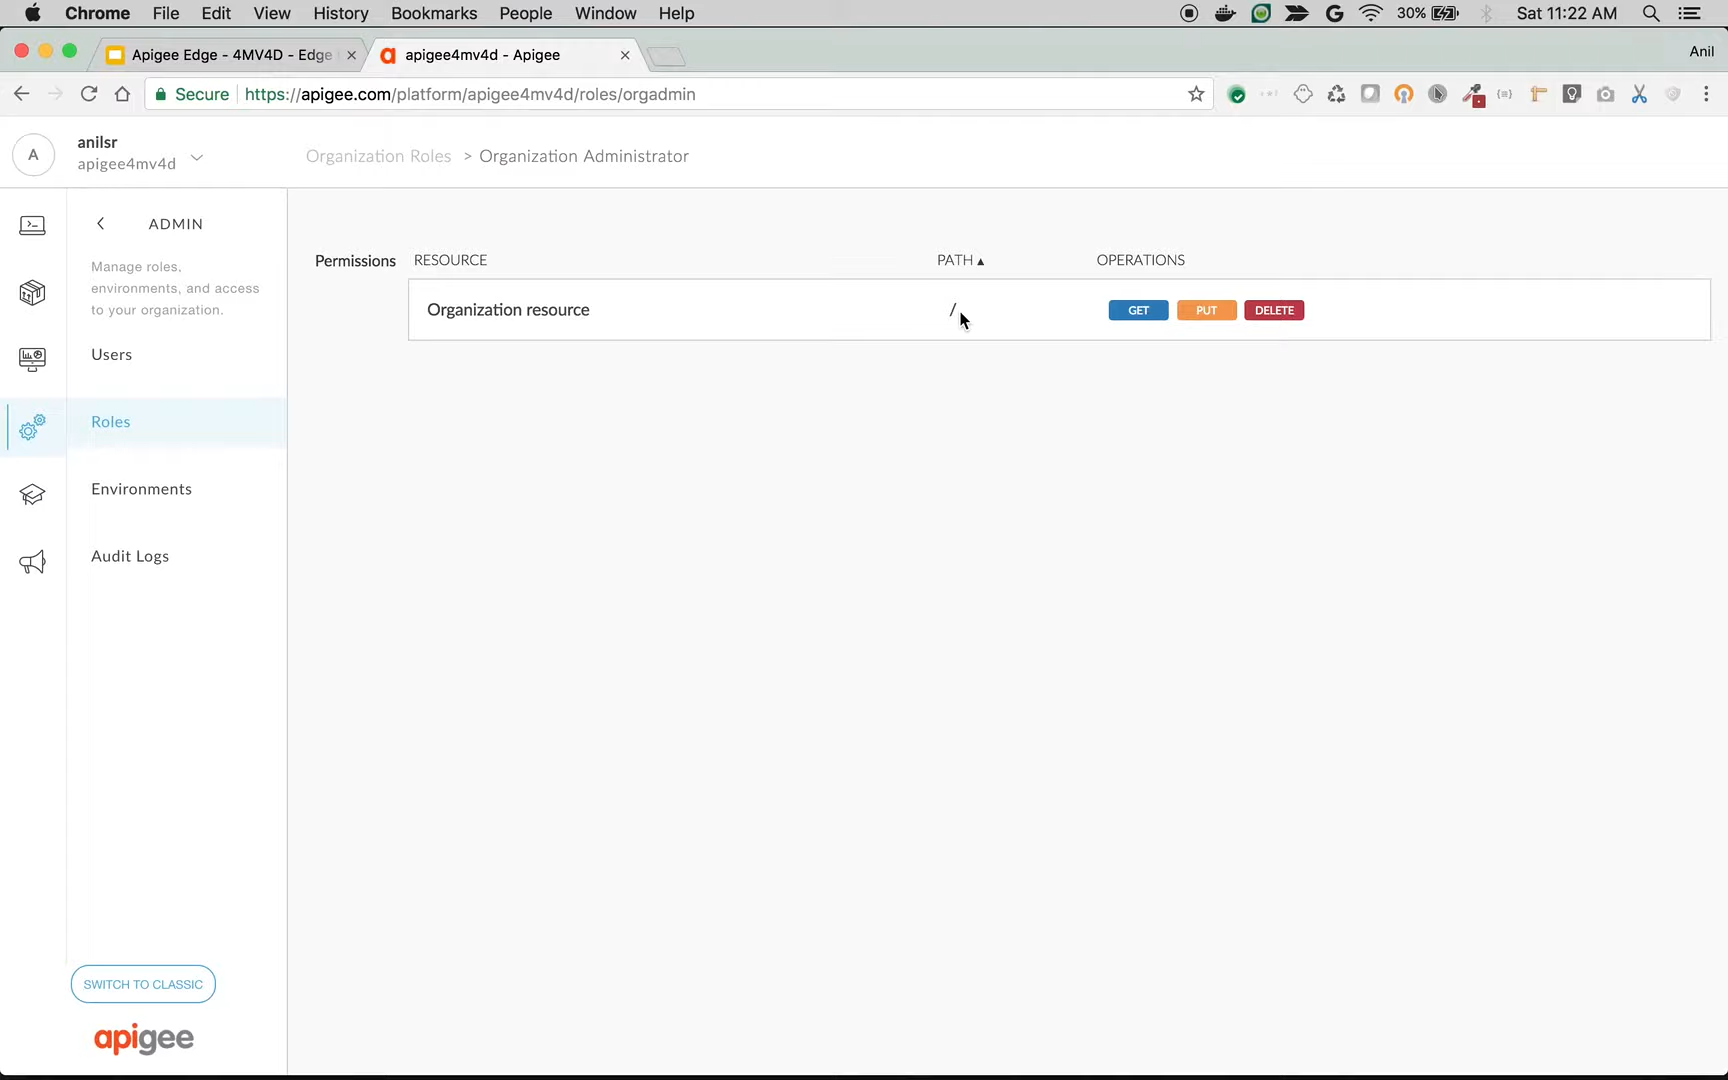 Chrome File Edit View History Bookmarks People Window Help 30% Sat 11:22 AM
Apigee Edge - 4MV4D - Edge apigee4mv4d - Apigee Anil
Secure https://apigee.com/platform/apigee4mv4d/roles/orgadmin
A
anilsr
apigee4mv4d
Organization Roles > Organization Administrator
ADMIN
Manage roles,
environments, and access
to your organization.
Users
Roles
Environments
Audit Logs
SWITCH TO CLASSIC
apigee
Permissions RESOURCE PATH ▲ OPERATIONS
Organization resource / GET PUT DELETE